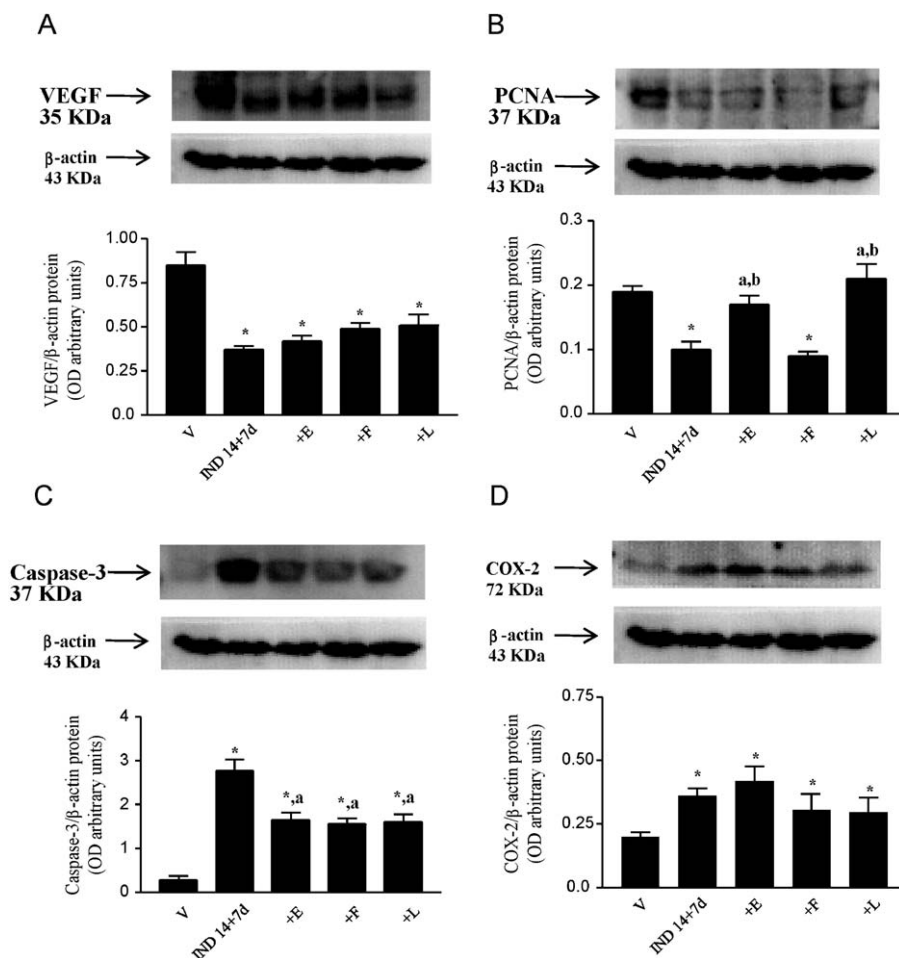 A
VEGF
35 KDa
β-actin
43 KDa
VEGF/β-actin protein
(OD arbitrary units)
1.00
0.75
0.50
0.25
0.0
*
*
*
*
V
IND 14+7d
+E
+F
+L
B
PCNA
37 KDa
β-actin
43 KDa
PCNA/β-actin protein
(OD arbitrary units)
0.3
0.2
0.1
0.0
*
a,b
*
a,b
V
IND 14+7d
+E
+F
+L
C
Caspase-3
37 KDa
β-actin
43 KDa
Caspase-3/β-actin protein
(OD arbitrary units)
4
3
2
1
0
*
*,a
*,a
*,a
V
IND 14+7d
+E
+F
+L
D
COX-2
72 KDa
β-actin
43 KDa
COX-2/β-actin protein
(OD arbitrary units)
0.75
0.50
0.25
0.0
*
*
*
*
V
IND 14+7d
+E
+F
+L